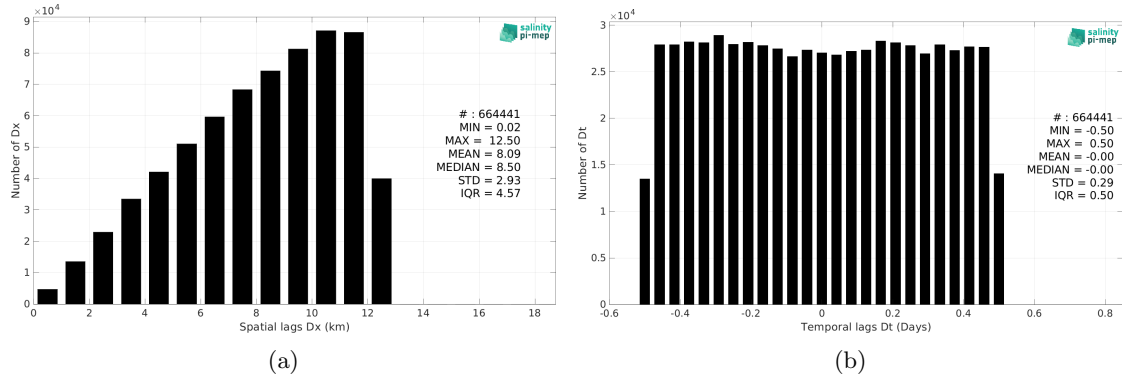 ×10⁴
9
8
7
6
5
4
3
2
1
0
Number of Dx
0 2 4 6 8 10 12 14 16 18
Spatial lags Dx (km)
salinity
pi-mep
# : 664441
MIN = 0.02
MAX = 12.50
MEAN = 8.09
MEDIAN = 8.50
STD = 2.93
IQR = 4.57
(a)
×10⁴
3
2.5
2
1.5
1
0.5
0
Number of Dt
-0.6 -0.4 -0.2 0 0.2 0.4 0.6 0.8
Temporal lags Dt (Days)
salinity
pi-mep
# : 664441
MIN = -0.50
MAX = 0.50
MEAN = -0.00
MEDIAN = -0.00
STD = 0.29
IQR = 0.50
(b)